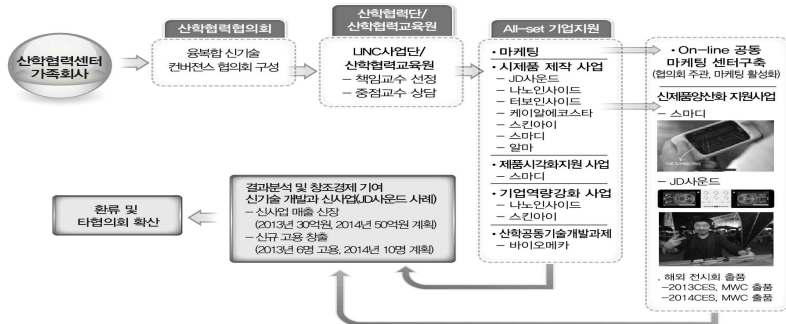 산학협력센터
가족회사
산학협력협의회
융복합 신기술
컨버전스 협의회 구성
산학협력단/
산학협력교육원
LINC사업단/
산학협력교육원
– 책임교수 선정
– 중점교수 상담
All-set 기업지원
• 마케팅
• 시제품 제작 사업
– JD사운드
– 나노인사이드
– 터보인사이드
– 케이알에코스타
– 스킨아이
– 스마디
– 알마
• 제품시각화지원 사업
– 스마디
• 기업역량강화 사업
– 나노인사이드
– 스킨아이
• 산학공동기술개발과제
– 바이오메카
• On-line 공동
마케팅 센터구축
(협의회 주관, 마케팅 활성화)
신제품양산화 지원사업
– 스마디
– JD사운드
. 해외 전시회 출품
–2013CES, MWC 출품
–2014CES, MWC 출품
결과분석 및 창조경제 기여
신기술 개발과 신사업(JD사운드 사례)
– 신사업 매출 신장
(2013년 30억원, 2014년 50억원 계획)
– 신규 고용 창출
(2013년 6명 고용, 2014년 10명 계획)
환류 및
타협의회 확산